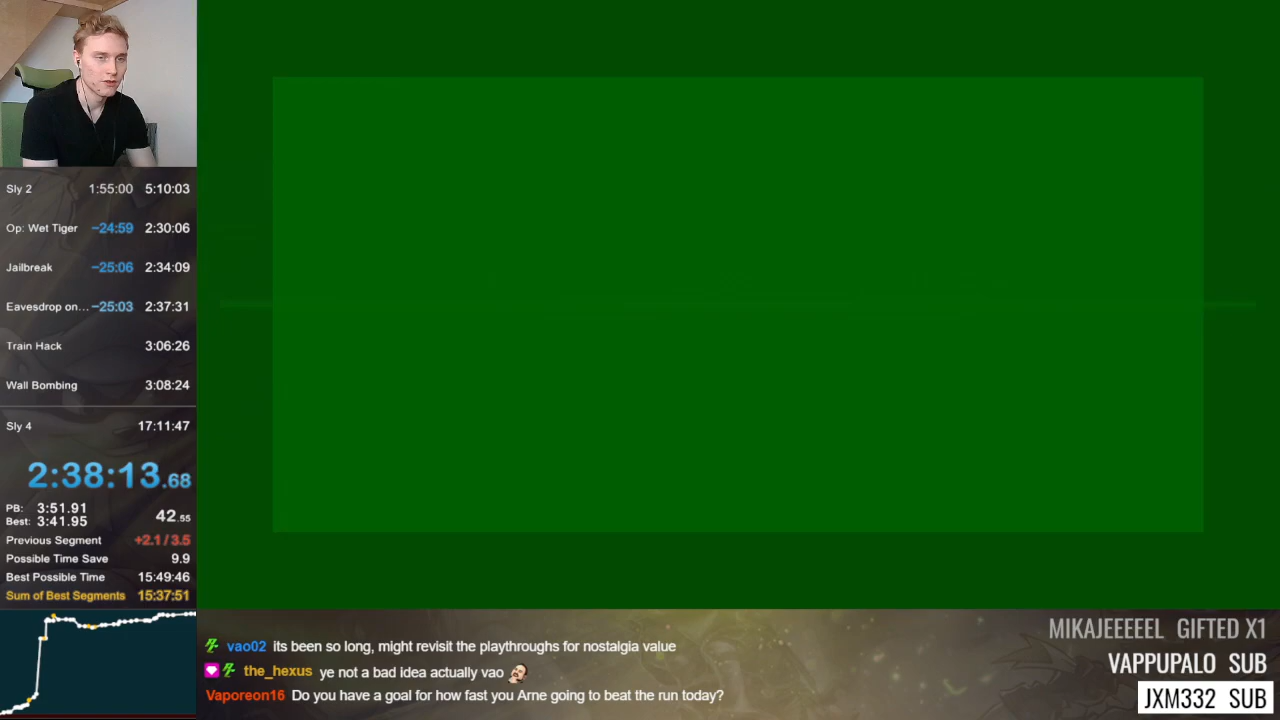 Sly 2 1:55:00 5:10:03
Op: Wet Tiger −24:59 2:30:06
Jailbreak −25:06 2:34:09
Eavesdrop on... −25:03 2:37:31
Train Hack 3:06:26
Wall Bombing 3:08:24
Sly 4 17:11:47
2:38:13.68
PB: 3:51.91
Best: 3:41.95
42.55
Previous Segment +2.1 / 3.5
Possible Time Save 9.9
Best Possible Time 15:49:46
Sum of Best Segments 15:37:51
vao02 its been so long, might revisit the playthroughs for nostalgia value
the_hexus ye not a bad idea actually vao
Vaporeon16 Do you have a goal for how fast you Arne going to beat the run today?
MIKAJEEEEEL GIFTED X1
VAPPUPALO SUB
JXM332 SUB